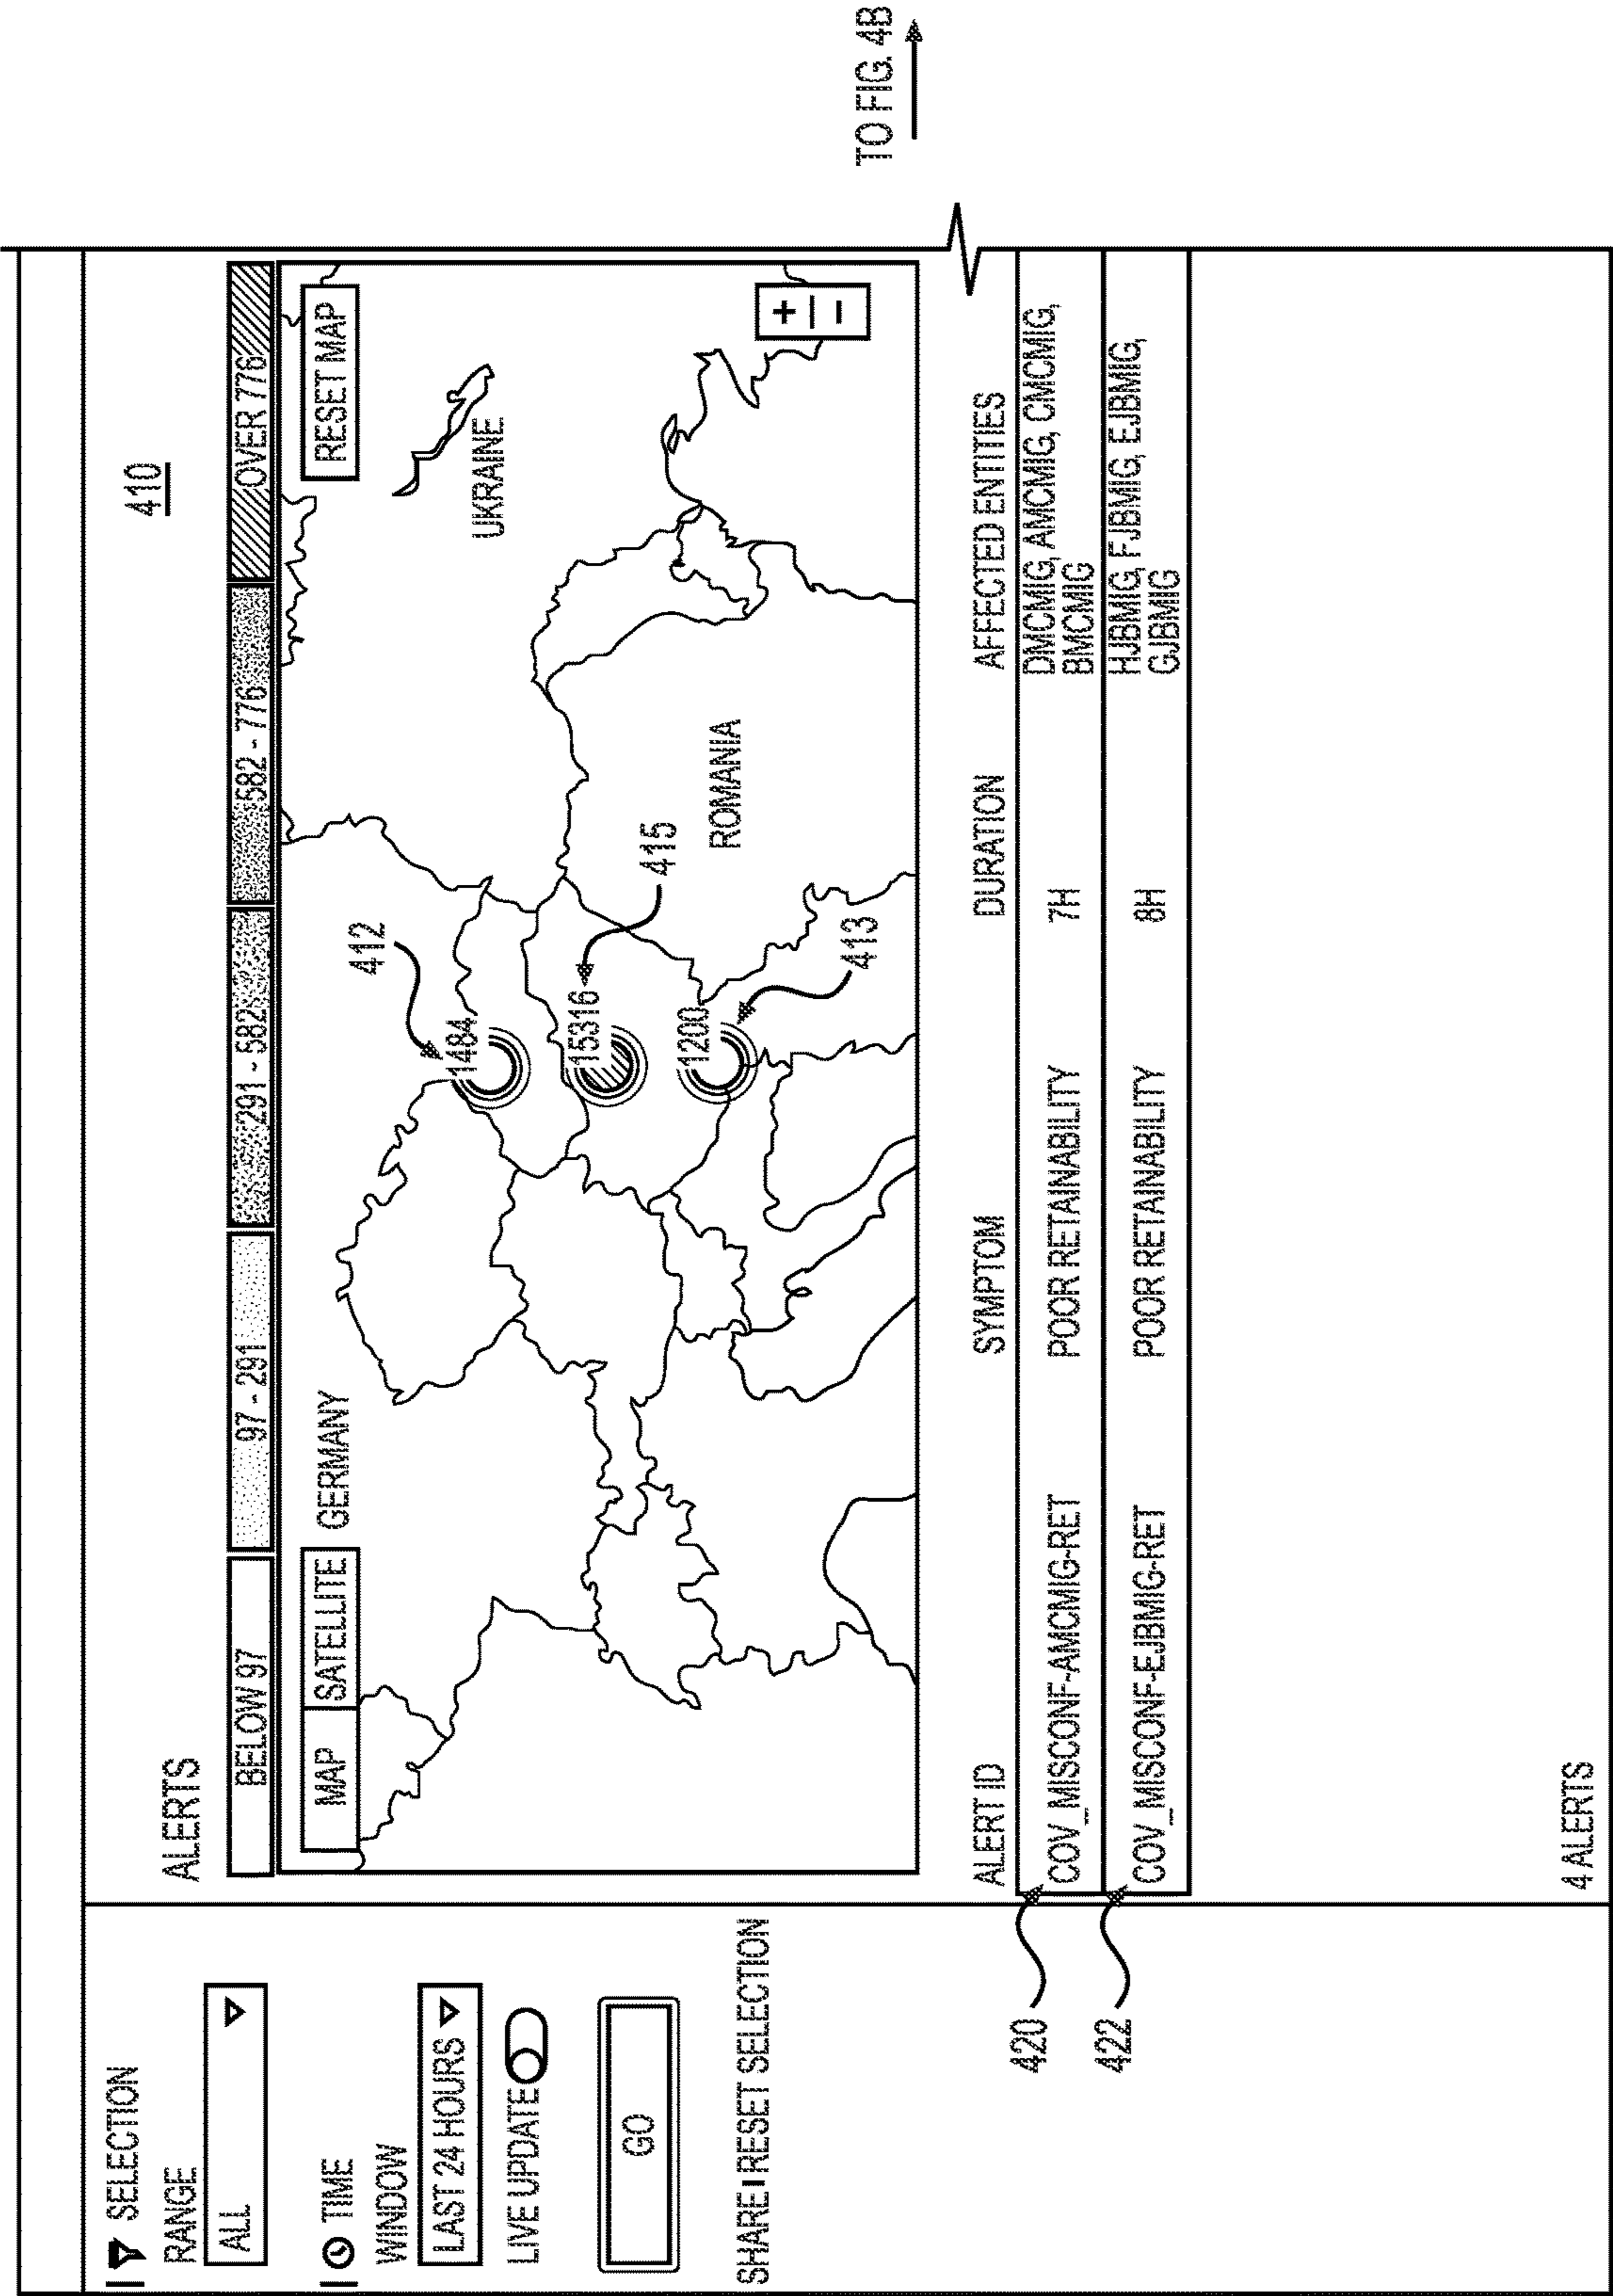 SELECTION
RANGE
ALL
TIME
WINDOW
LAST 24 HOURS
LIVE UPDATE
GO
SHARE RESET SELECTION
ALERTS
410
BELOW 97
97 - 291
291 - 582
582 - 776
OVER 776
MAP
SATELLITE
GERMANY
RESET MAP
412
UKRAINE
1484
15316
415
1200
ROMANIA
413
+
–
TO FIG. 4B
ALERT ID SYMPTOM DURATION AFFECTED ENTITIES
420
COV_MISCONF-AMCMIG-RET POOR RETAINABILITY 7H DMCMIG, AMCMIG, CMCMIG,
BMCMIG
422
COV_MISCONF-EJBMIG-RET POOR RETAINABILITY 8H HJBMIG, FJBMIG, EJBMIG,
GJBMIG
4 ALERTS